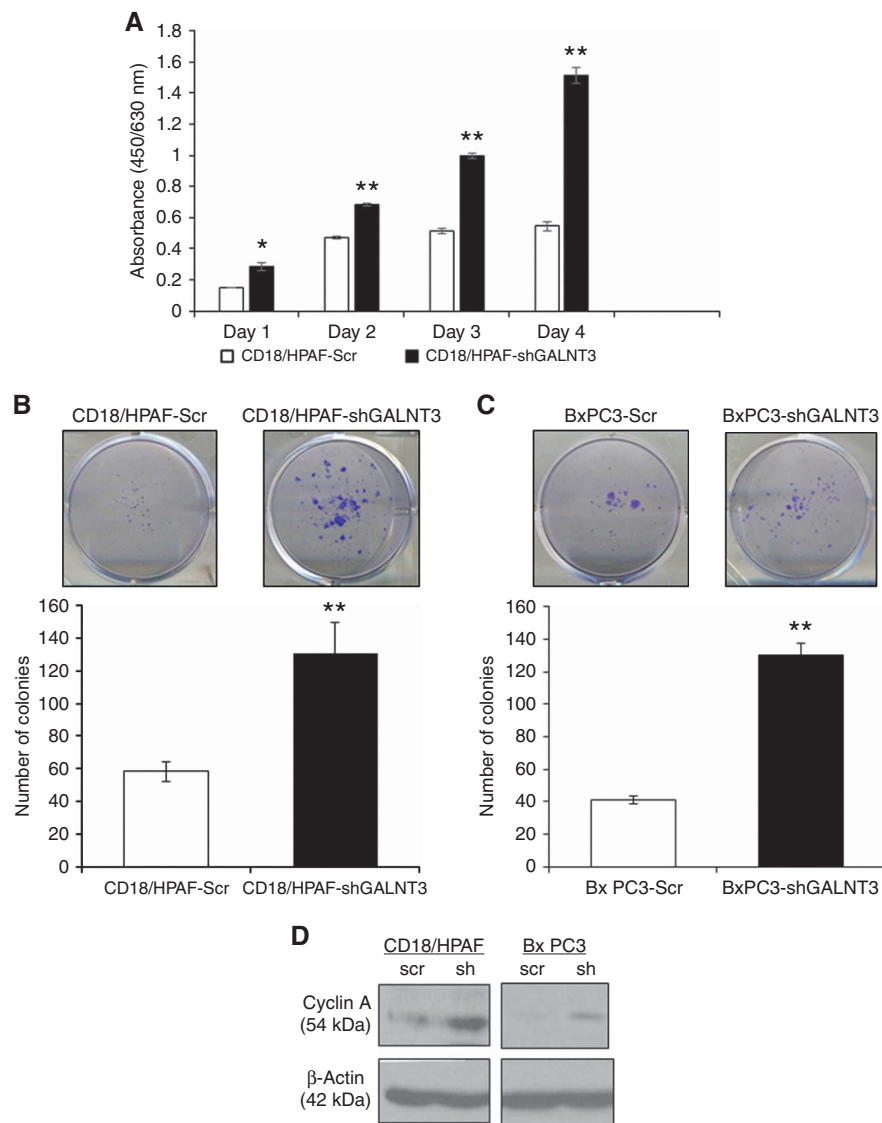 A
Absorbance (450/630 nm)
1.8
1.6
1.4
1.2
1
0.8
0.6
0.4
0.2
0
*
**
**
**
Day 1 Day 2 Day 3 Day 4
CD18/HPAF-Scr CD18/HPAF-shGALNT3
B
CD18/HPAF-Scr CD18/HPAF-shGALNT3
Number of colonies
160
140
120
100
80
60
40
20
0
**
CD18/HPAF-Scr CD18/HPAF-shGALNT3
C
BxPC3-Scr BxPC3-shGALNT3
Number of colonies
160
140
120
100
80
60
40
20
0
**
Bx PC3-Scr BxPC3-shGALNT3
D
CD18/HPAF Bx PC3
scr sh scr sh
Cyclin A
(54 kDa)
β-Actin
(42 kDa)